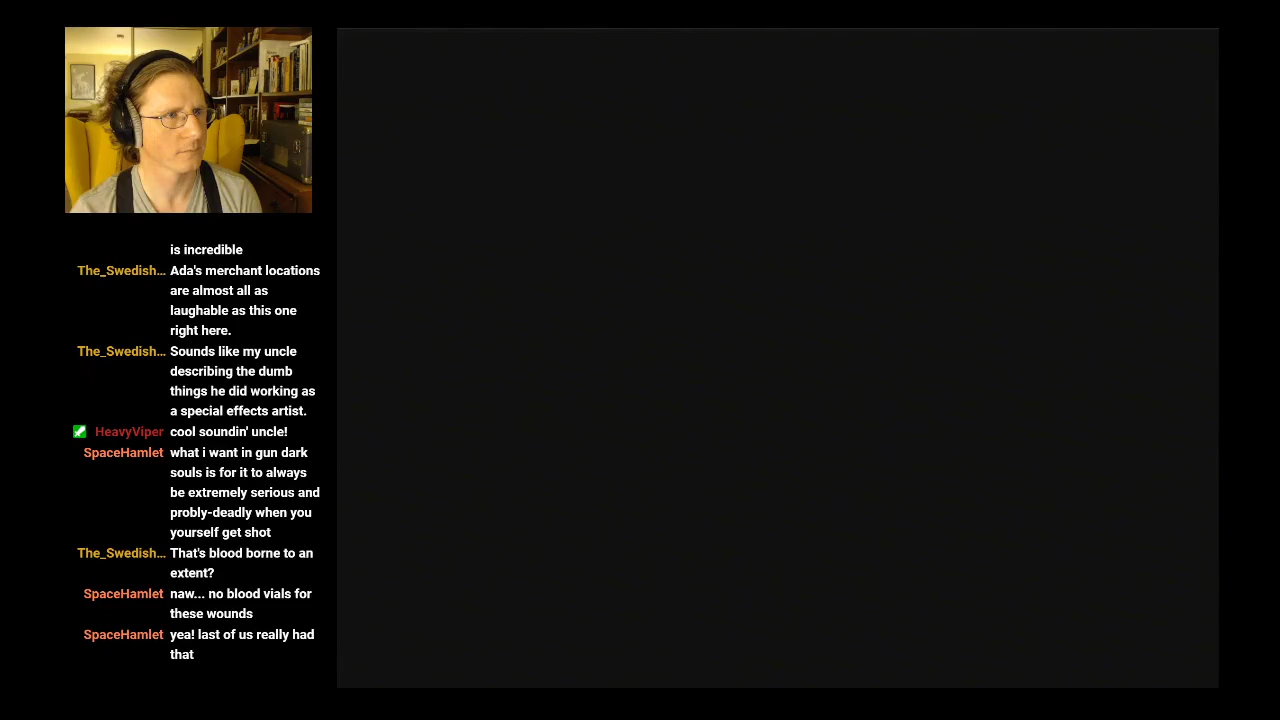 is incredible
The_Swedish… Ada's merchant locations
are almost all as
laughable as this one
right here.
The_Swedish… Sounds like my uncle
describing the dumb
things he did working as
a special effects artist.
HeavyViper cool soundin' uncle!
SpaceHamlet what i want in gun dark
souls is for it to always
be extremely serious and
probly-deadly when you
yourself get shot
The_Swedish… That's blood borne to an
extent?
SpaceHamlet naw... no blood vials for
these wounds
SpaceHamlet yea! last of us really had
that